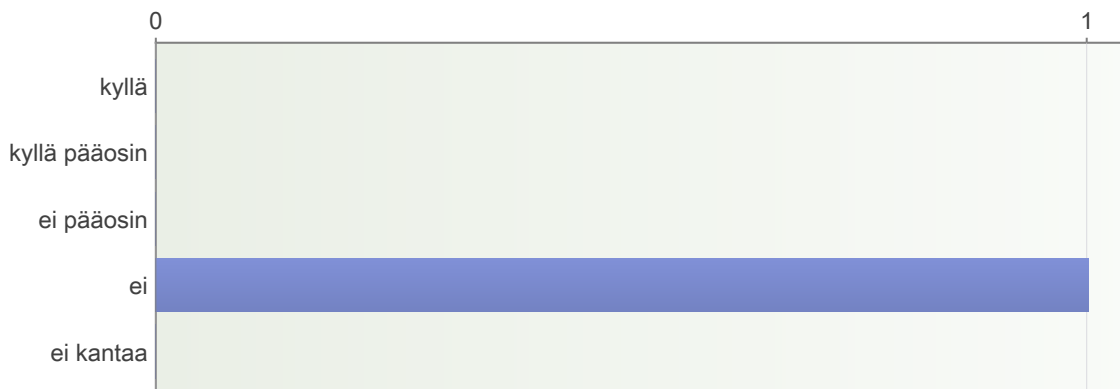 0 1
kyllä
kyllä pääosin
ei pääosin
ei
ei kantaa